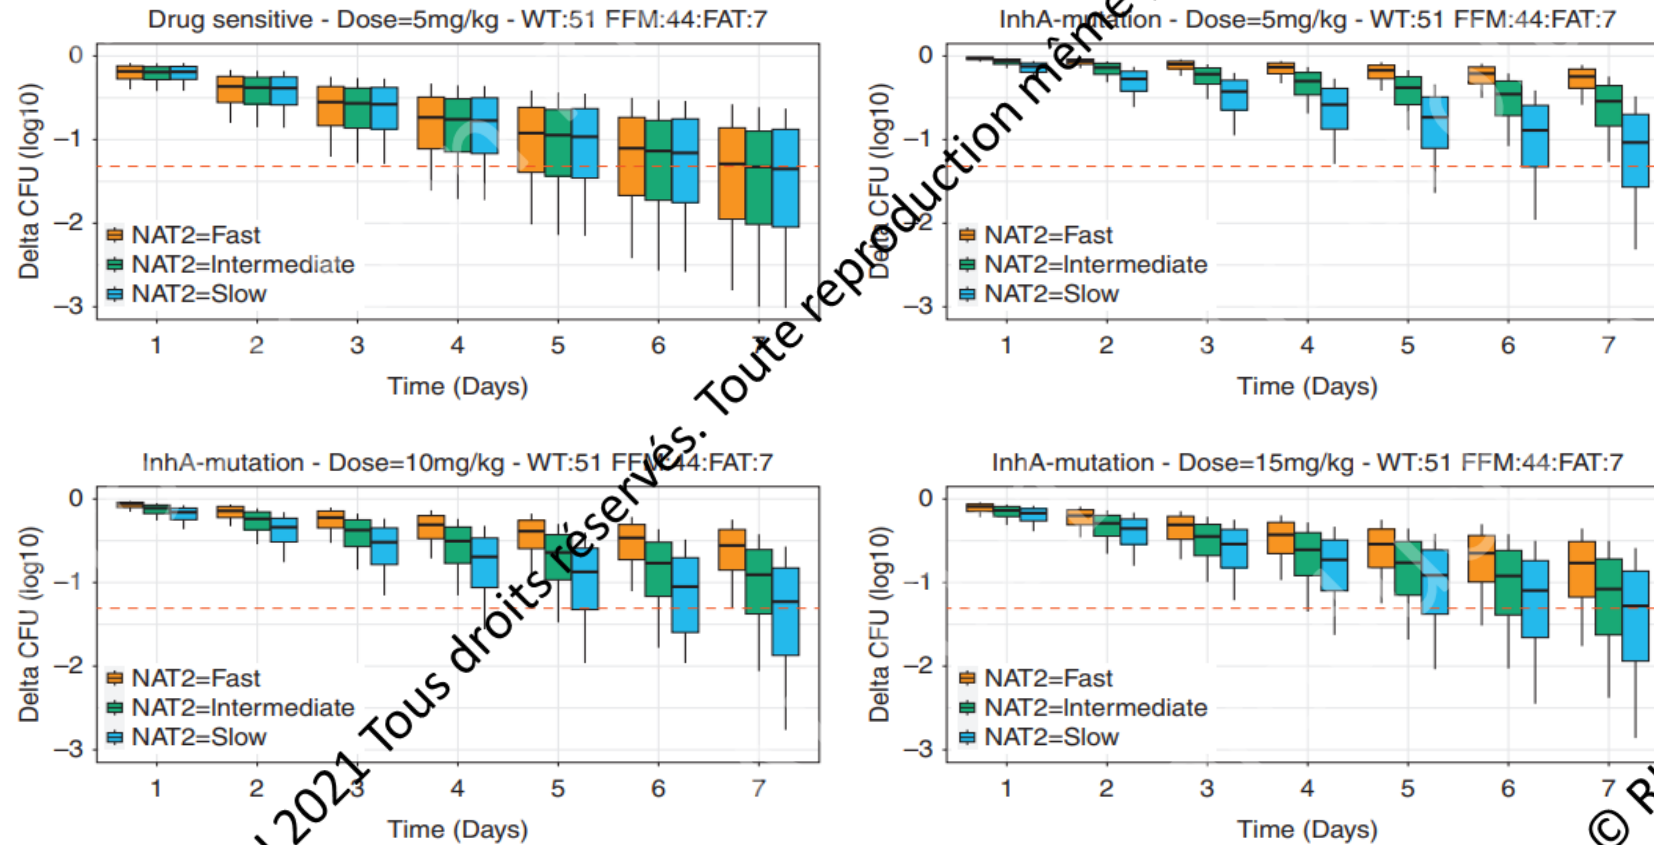 Drug sensitive - Dose=5mg/kg - WT:51 FFM:44:FAT:7
0
−1
−2
−3
Delta CFU (log10)
NAT2=Fast
NAT2=Intermediate
NAT2=Slow
1 2 3 4 5 6 7
Time (Days)
InhA-mutation - Dose=5mg/kg - WT:51 FFM:44:FAT:7
0
−1
−2
−3
Delta CFU (log10)
NAT2=Fast
NAT2=Intermediate
NAT2=Slow
1 2 3 4 5 6 7
Time (Days)
InhA-mutation - Dose=10mg/kg - WT:51 FFM:44:FAT:7
0
−1
−2
−3
Delta CFU (log10)
NAT2=Fast
NAT2=Intermediate
NAT2=Slow
1 2 3 4 5 6 7
Time (Days)
InhA-mutation - Dose=15mg/kg - WT:51 FFM:44:FAT:7
0
−1
−2
−3
Delta CFU (log10)
NAT2=Fast
NAT2=Intermediate
NAT2=Slow
1 2 3 4 5 6 7
Time (Days)
2021 Tous droits réservés. Toute reproduction même
©